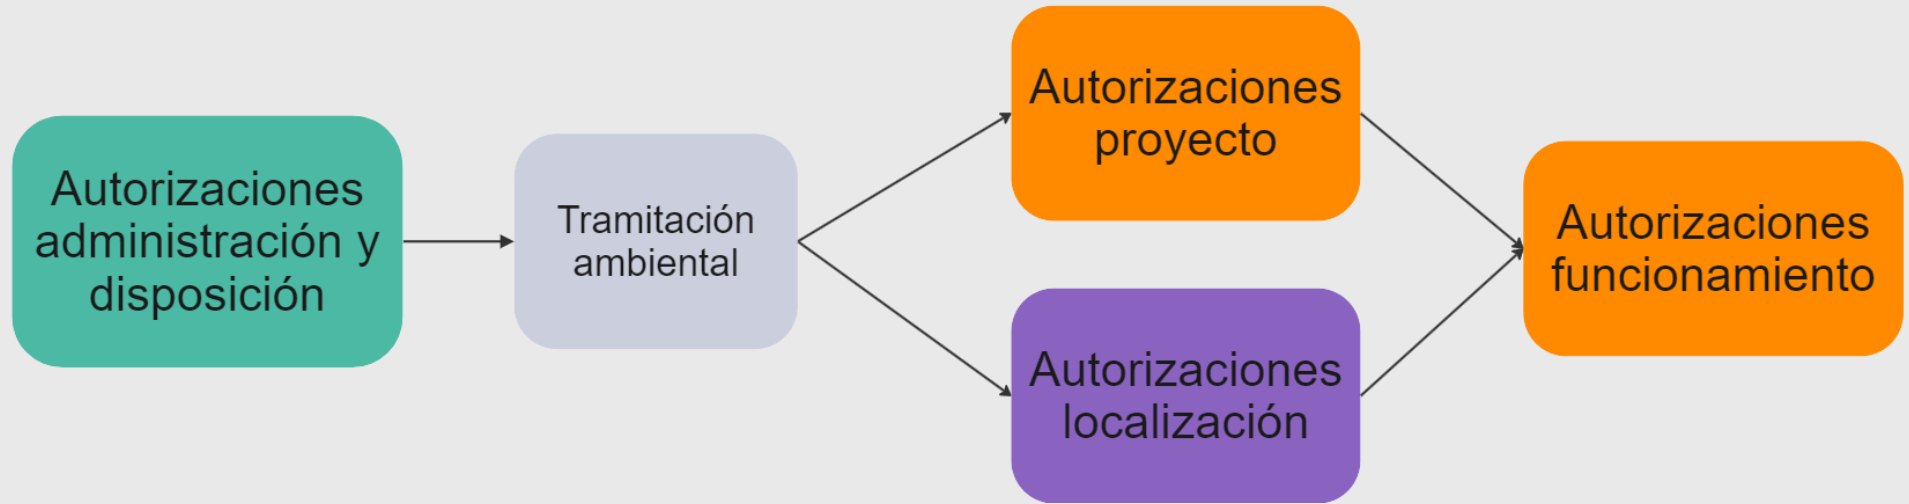 Autorizaciones
administración y
disposición
Tramitación
ambiental
Autorizaciones
proyecto
Autorizaciones
localización
Autorizaciones
funcionamiento